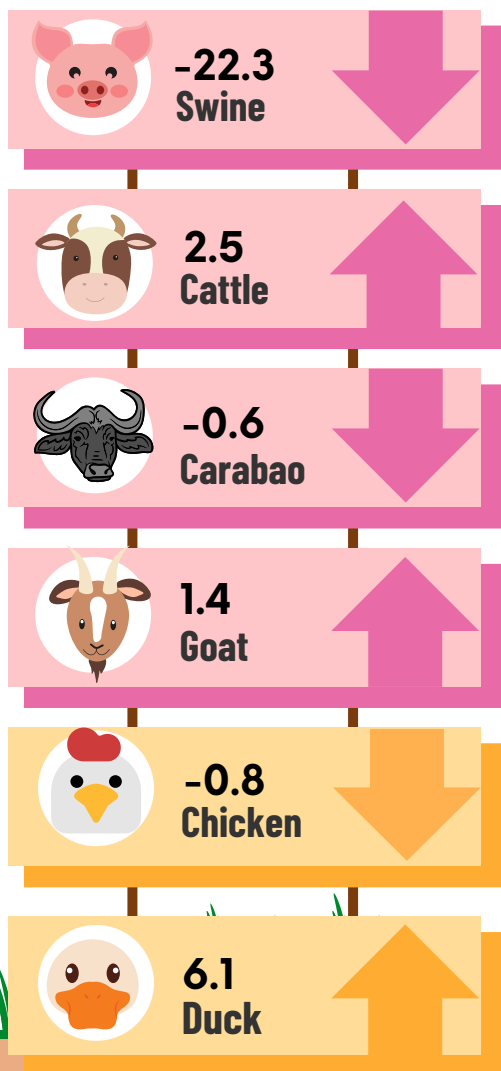 -22.3
Swine
2.5
Cattle
-0.6
Carabao
1.4
Goat
-0.8
Chicken
6.1
Duck